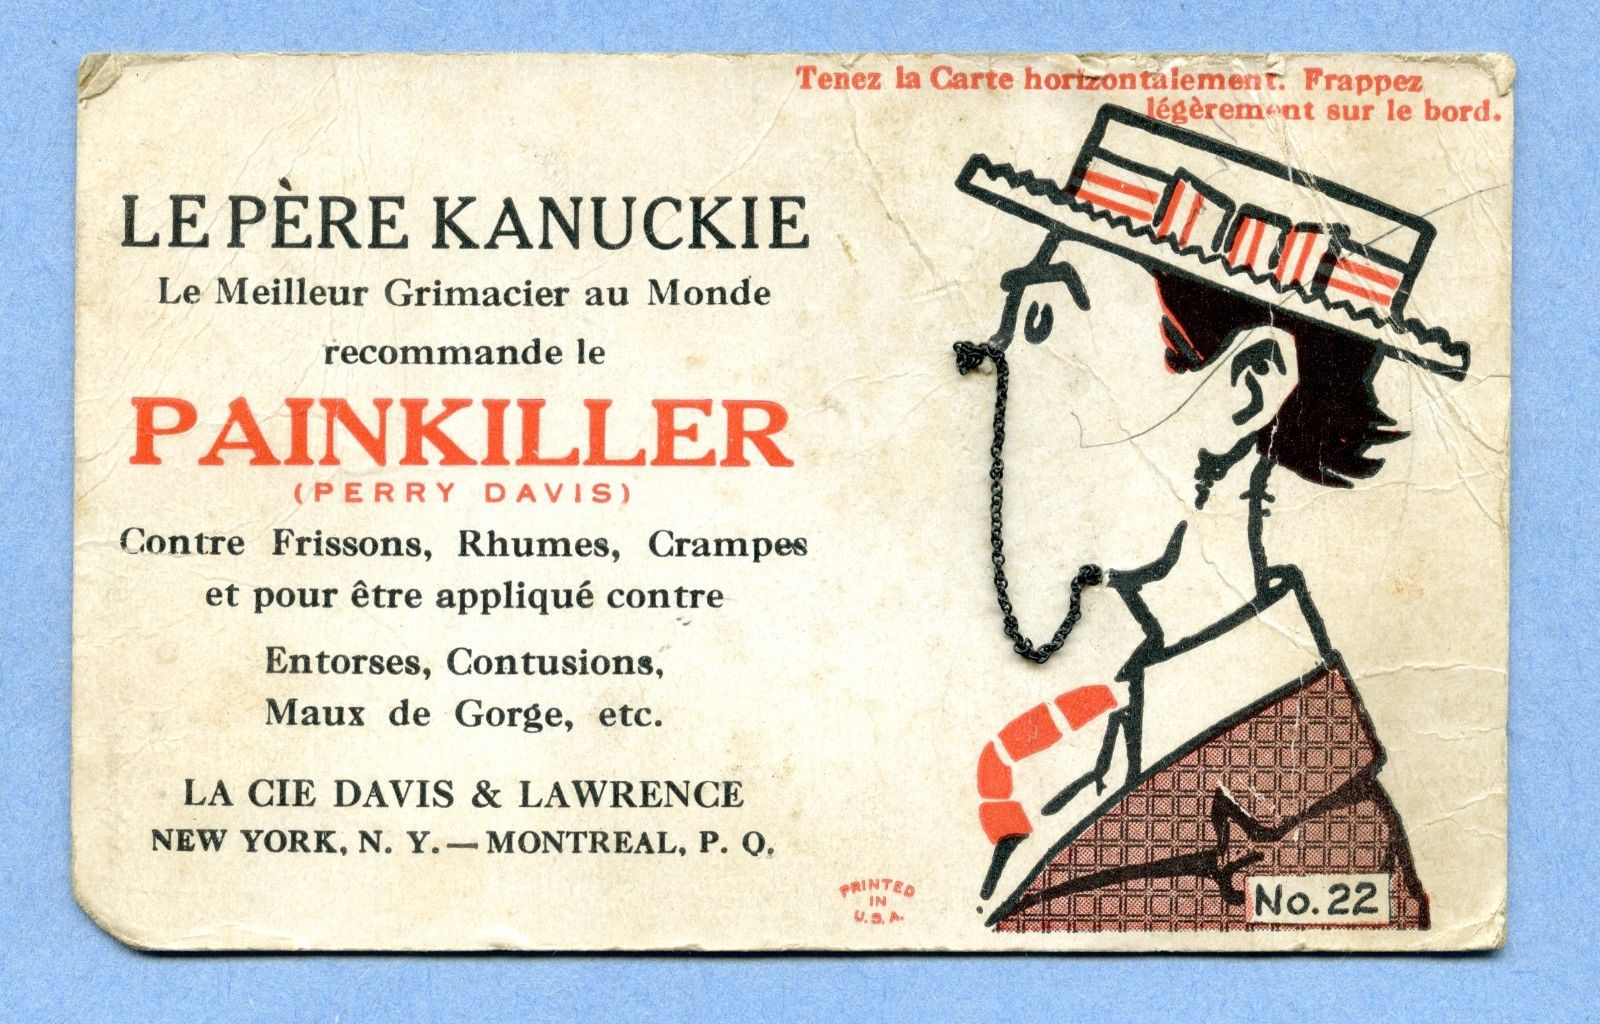 Tenez la Carte horizontalement. Frappez
légèrement sur le bord.
LE PÈRE KANUCKIE
Le Meilleur Grimacier au Monde
recommande le
PAINKILLER
(PERRY DAVIS)
Contre Frissons, Rhumes, Crampes
et pour être appliqué contre
Entorses, Contusions,
Maux de Gorge, etc.
LA CIE DAVIS & LAWRENCE
NEW YORK, N. Y. — MONTREAL, P. Q.
PRINTED
IN
U.S.A.
No. 22